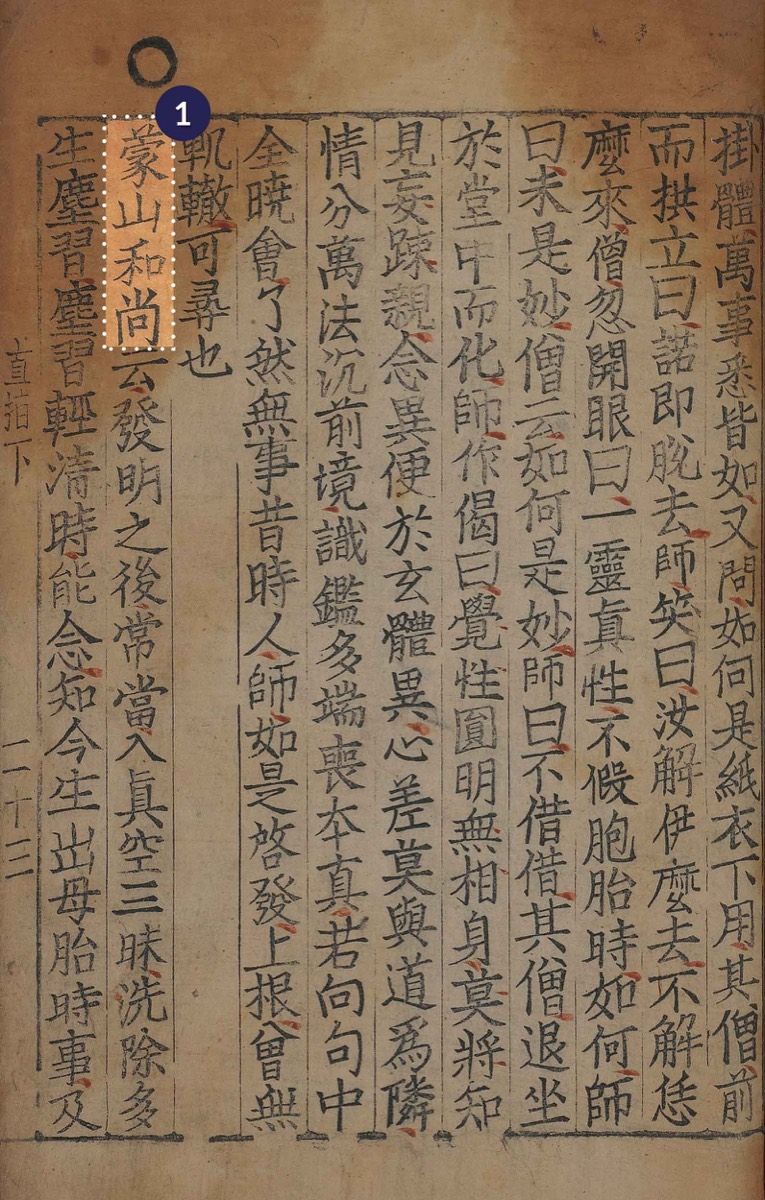 掛體萬事悉皆如又問如何是紙衣下用其僧前
而拱立曰諾即脫去師笑曰汝解伊麽去不解恁
麽來僧忽開眼曰一靈真性不假胞胎時如何師
曰未是妙僧云如何是妙師曰不借借其僧退坐
於堂中而化師作偈曰覺性圓明無相身莫將知
見妄踈親念異便於玄體異心差莫與道爲隣
情分萬法沉前境識鑑多端喪本真若向句中
全曉會了然無事昔時人師如是啓發上根曾無
軌轍可尋也
1
蒙山和尚云發明之後常當入眞空三昧洗除多
生塵習塵習輕清時能念知今生出母胎時事及
直指下
二十三